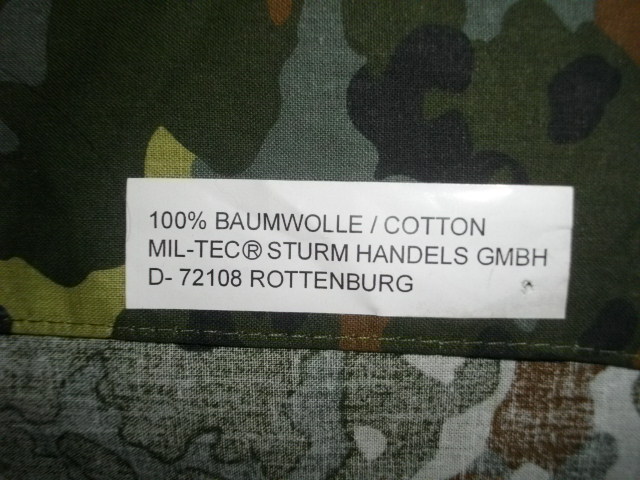 100% BAUMWOLLE / COTTON
MIL-TEC® STURM HANDELS GMBH
D- 72108 ROTTENBURG